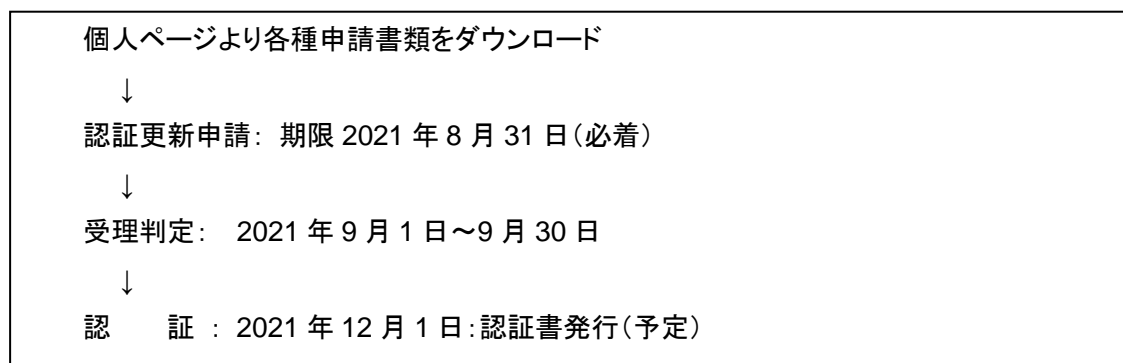 個人ページより各種申請書類をダウンロード
↓
認証更新申請： 期限 2021 年 8 月 31 日（必着）
↓
受理判定：　2021 年 9 月 1 日～9 月 30 日
↓
認　　証 ： 2021 年 12 月 1 日：認証書発行（予定）